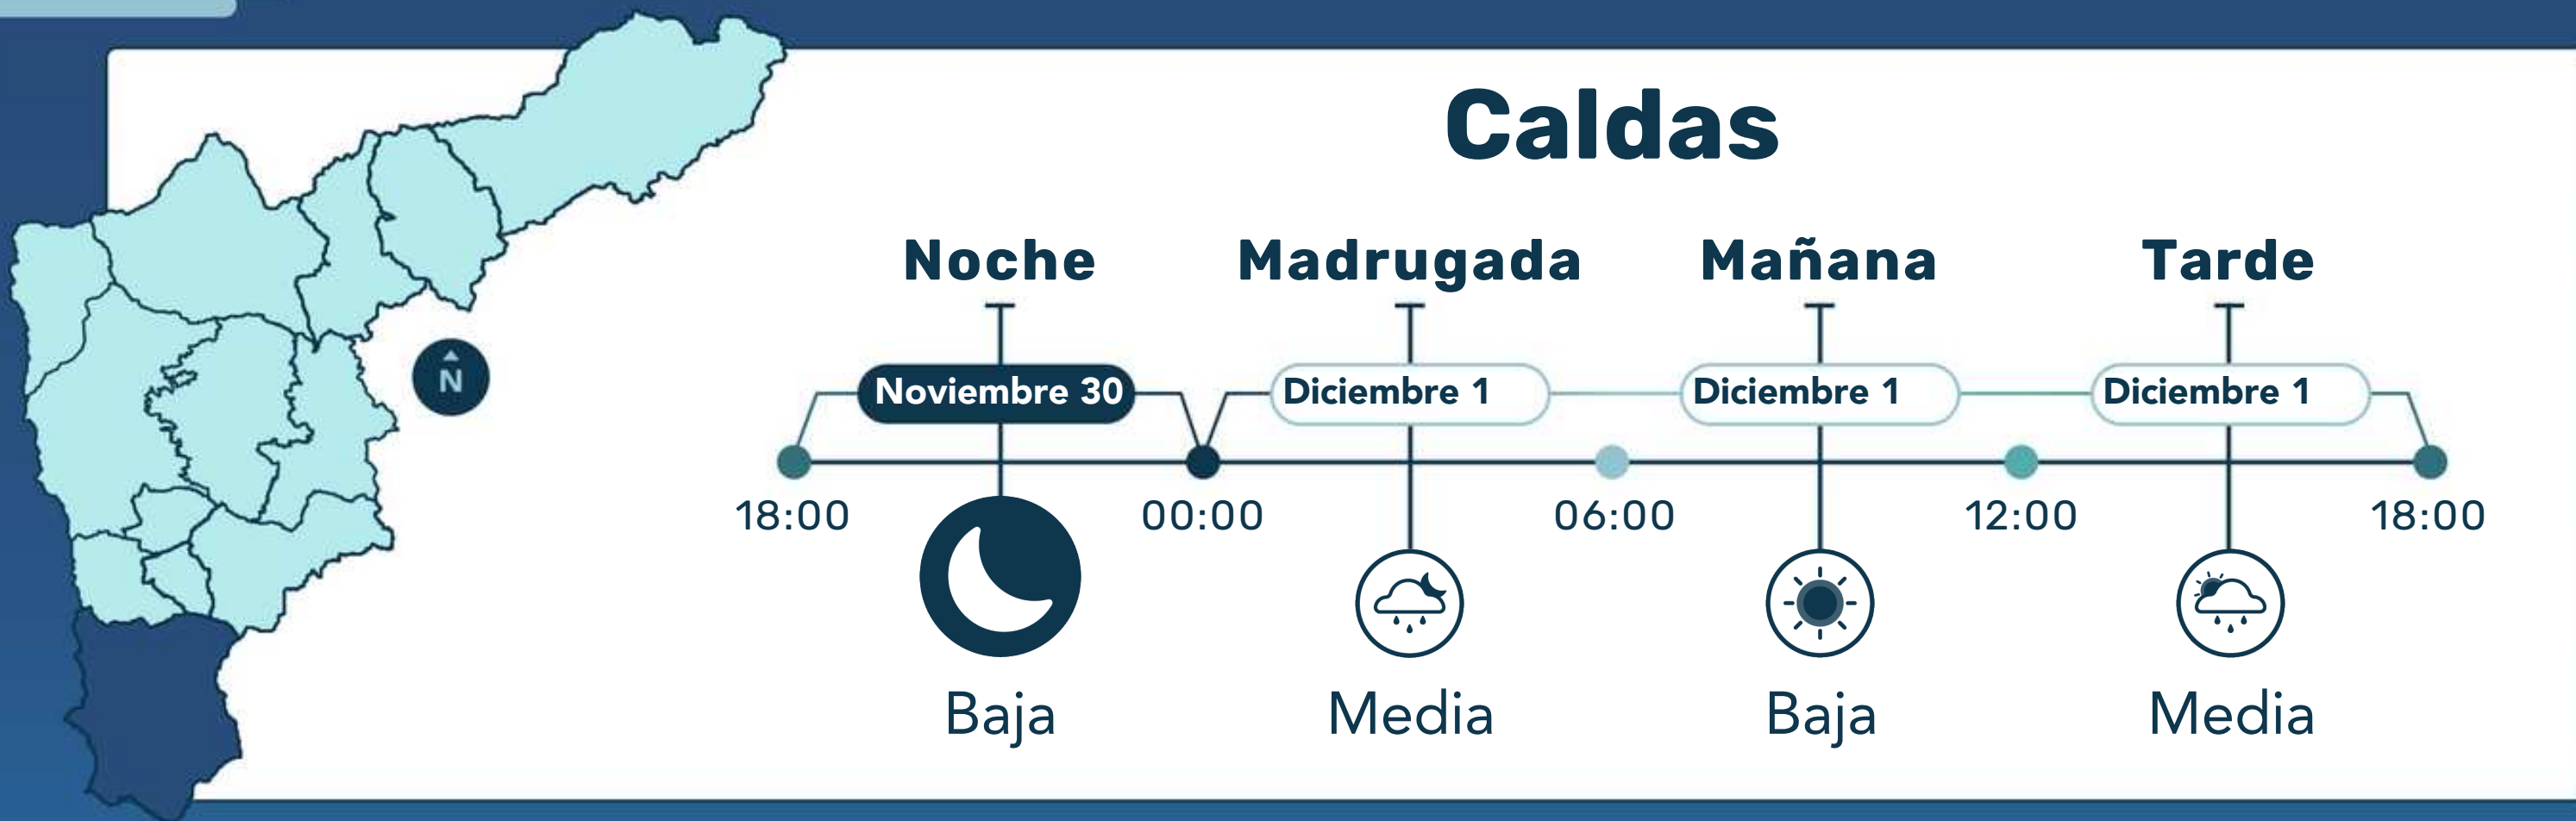 Caldas
Noche
Madrugada
Mañana
Tarde
Noviembre 30
Diciembre 1
Diciembre 1
Diciembre 1
N
18:00
00:00
06:00
12:00
18:00
Baja
Media
Baja
Media